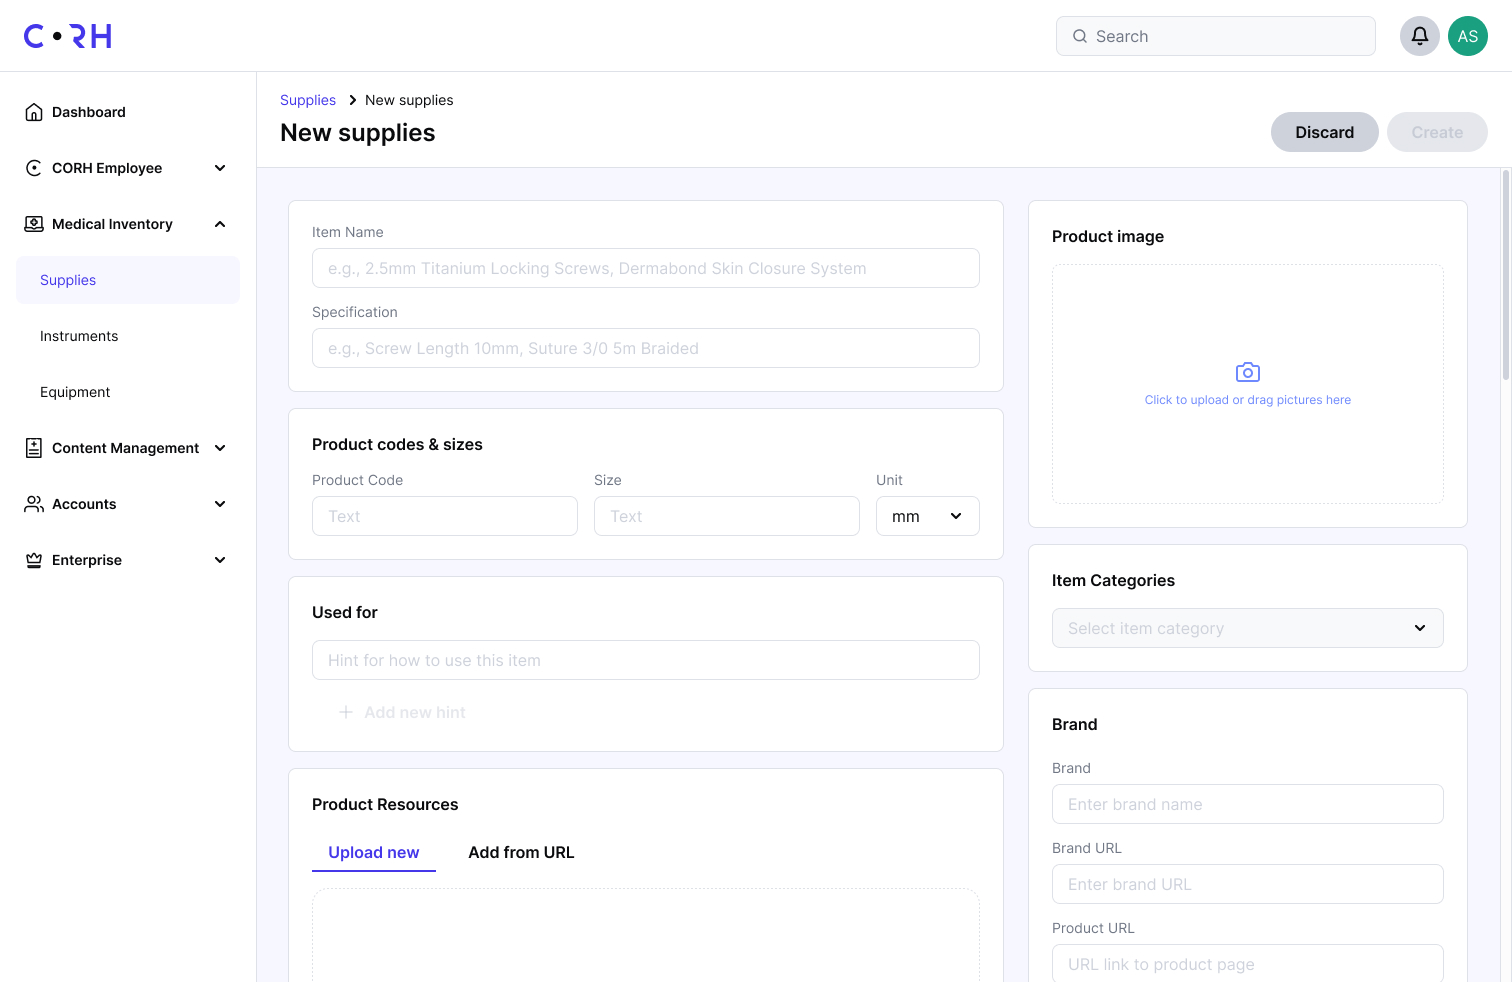 C•RH
Search
AS
Dashboard
CORH Employee
Medical Inventory
Supplies
Instruments
Equipment
Content Management
Accounts
Enterprise
Supplies > New supplies
New supplies
Discard
Create
Item Name
e.g., 2.5mm Titanium Locking Screws, Dermabond Skin Closure System
Specification
e.g., Screw Length 10mm, Suture 3/0 5m Braided
Product codes & sizes
Product Code
Size
Unit
Text
Text
mm
Used for
Hint for how to use this item
Add new hint
Product Resources
Upload new
Add from URL
Product image
Click to upload or drag pictures here
Item Categories
Select item category
Brand
Brand
Enter brand name
Brand URL
Enter brand URL
Product URL
URL link to product page